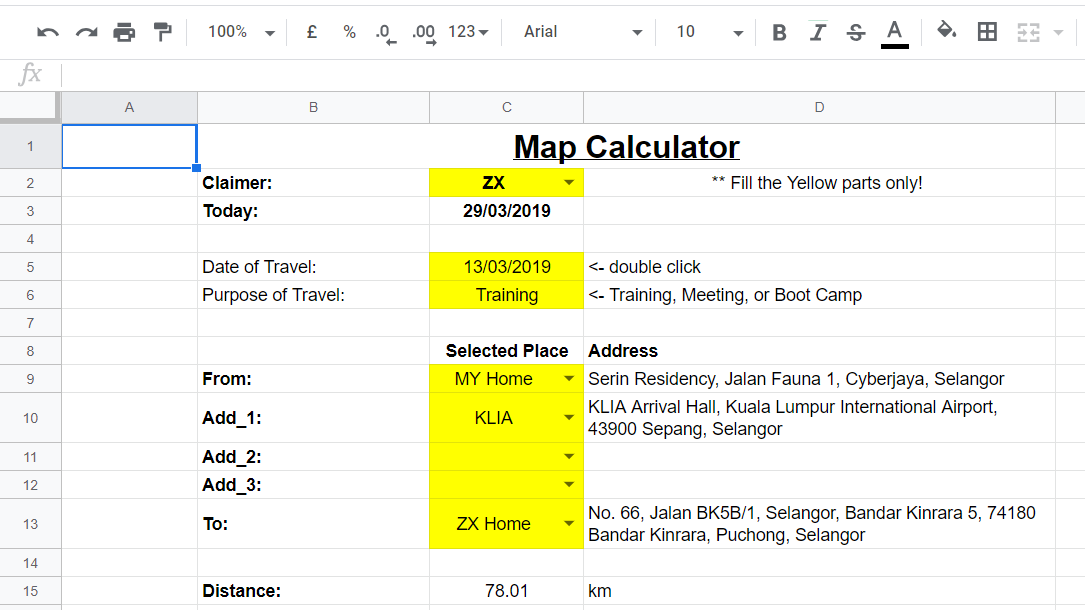 100% £ % .0 .00 123 Arial 10 B I S A
fx
A B C D
1 Map Calculator
2 Claimer: ZX ** Fill the Yellow parts only!
3 Today: 29/03/2019
4
5 Date of Travel: 13/03/2019 <- double click
6 Purpose of Travel: Training <- Training, Meeting, or Boot Camp
7
8 Selected Place Address
9 From: MY Home Serin Residency, Jalan Fauna 1, Cyberjaya, Selangor
10 Add_1: KLIA KLIA Arrival Hall, Kuala Lumpur International Airport,
43900 Sepang, Selangor
11 Add_2:
12 Add_3:
13 To: ZX Home No. 66, Jalan BK5B/1, Selangor, Bandar Kinrara 5, 74180
Bandar Kinrara, Puchong, Selangor
14
15 Distance: 78.01 km